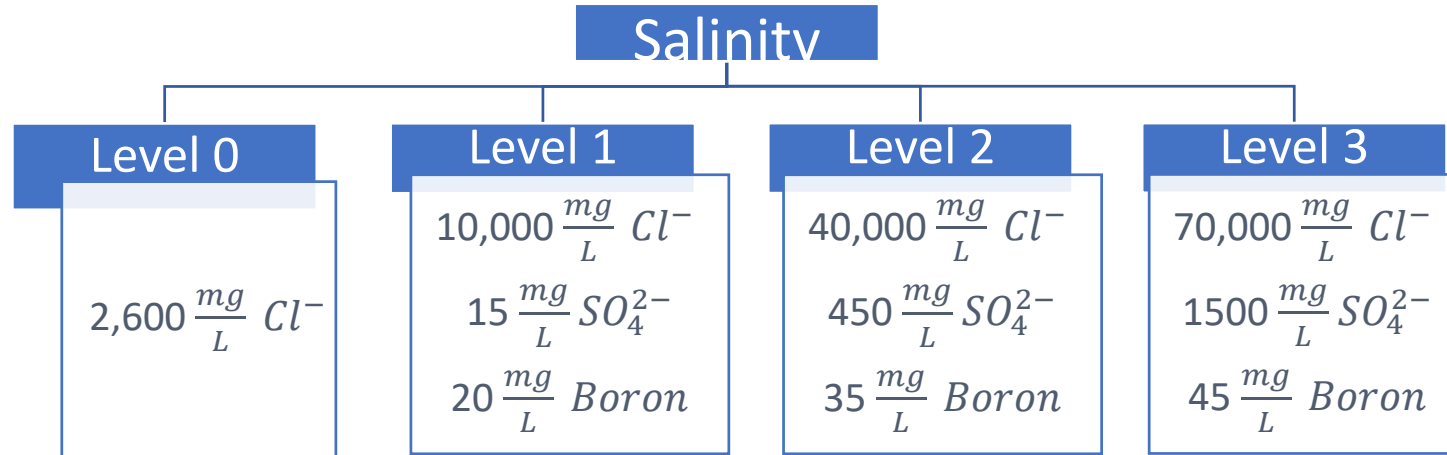 Salinity
Level 0
2,600 mg/L Cl⁻
Level 1
10,000 mg/L Cl⁻
15 mg/L SO₄²⁻
20 mg/L Boron
Level 2
40,000 mg/L Cl⁻
450 mg/L SO₄²⁻
35 mg/L Boron
Level 3
70,000 mg/L Cl⁻
1500 mg/L SO₄²⁻
45 mg/L Boron